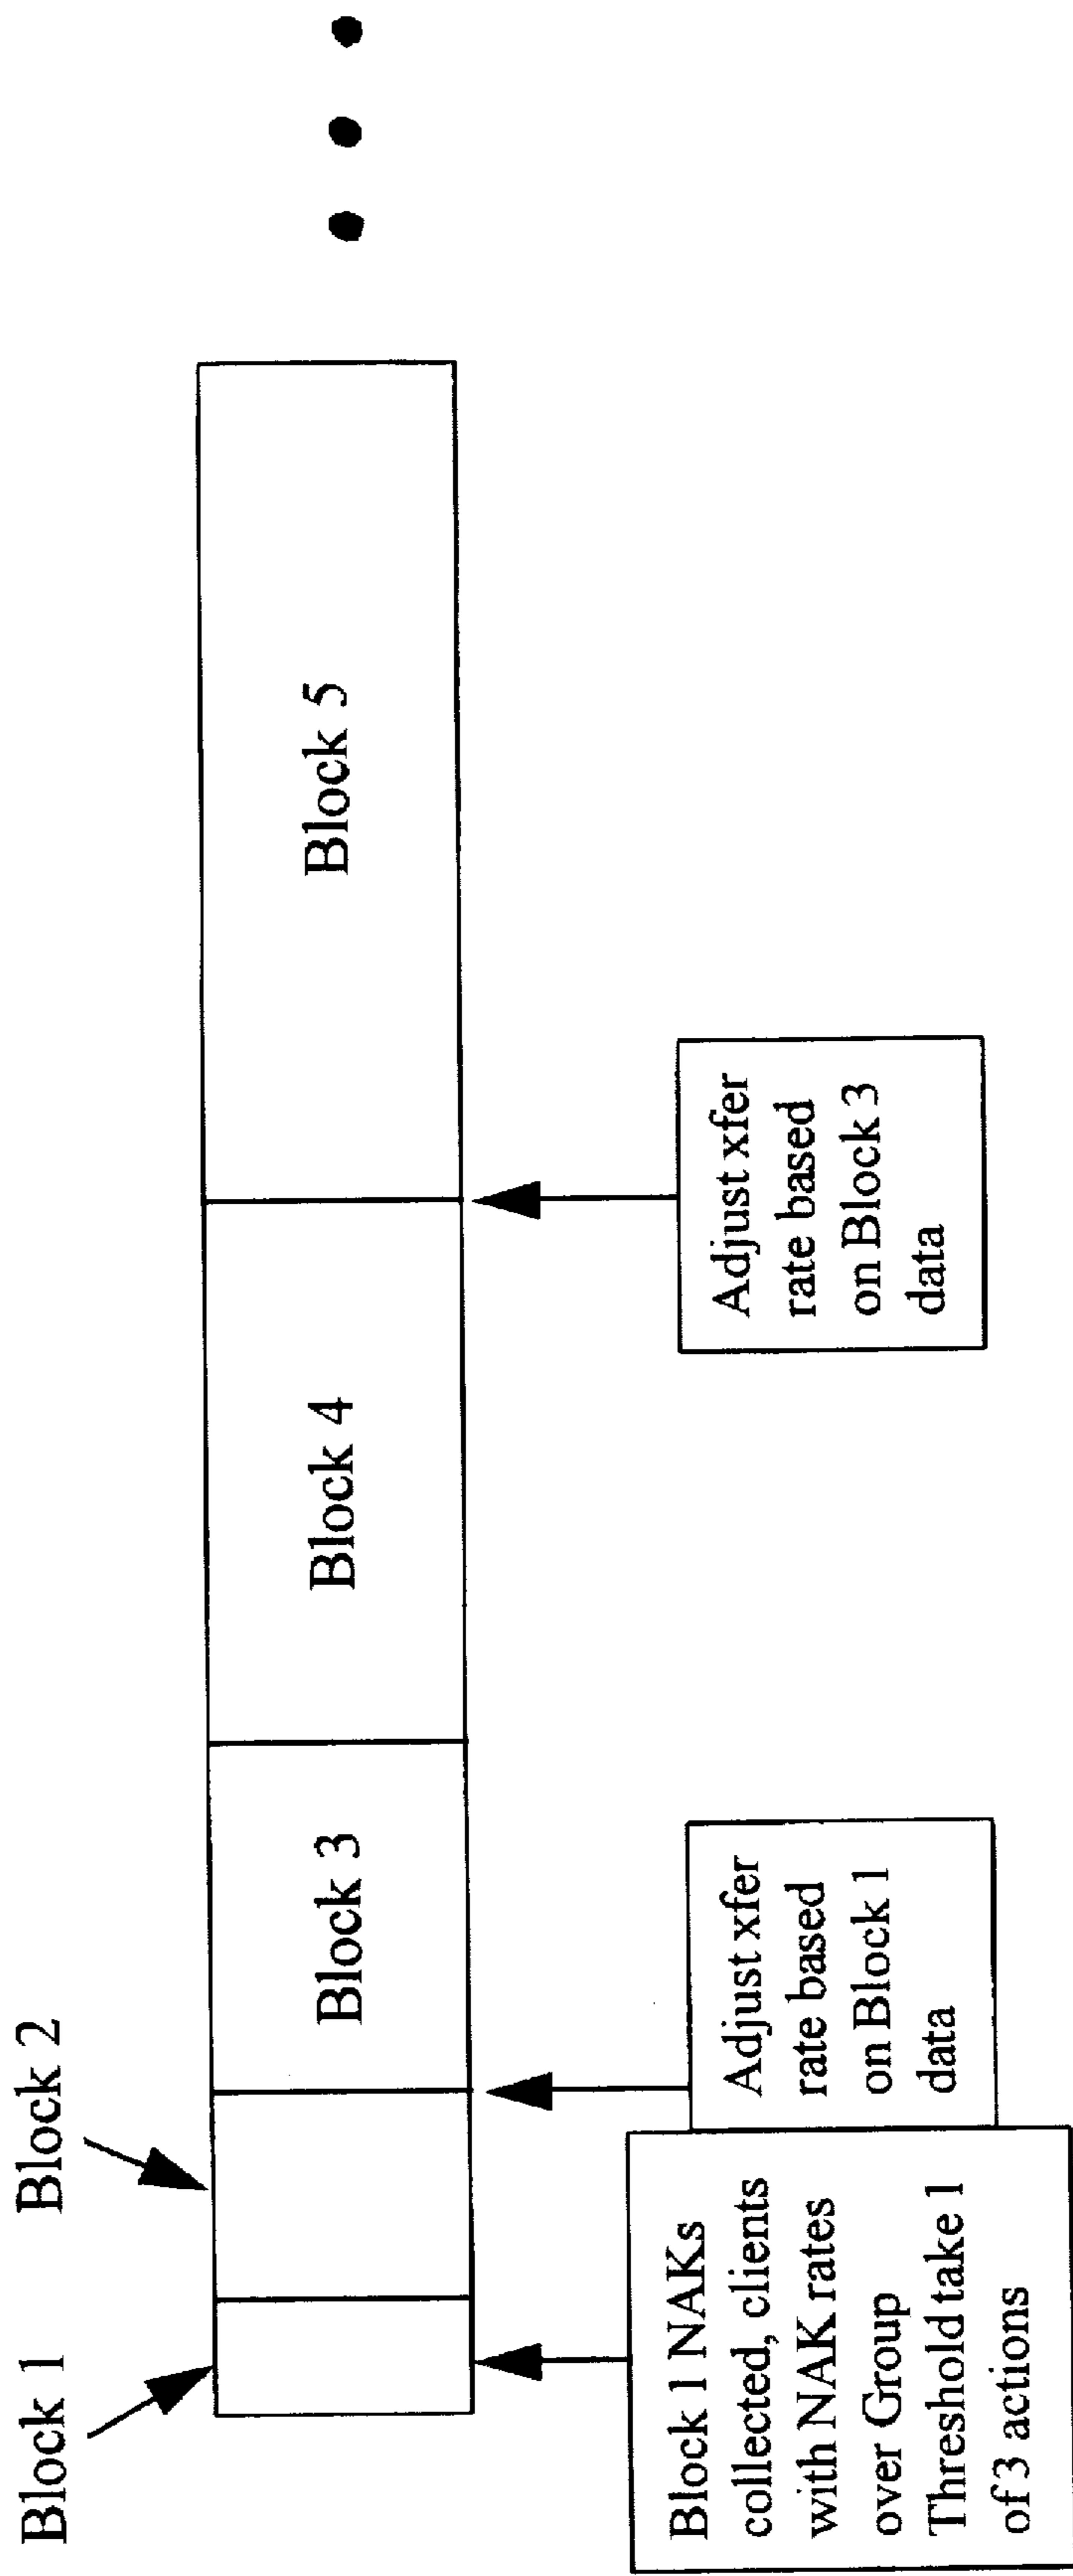 Block 1
Block 2
Block 3
Block 4
Block 5
Block 1 NAKs
collected, clients
with NAK rates
over Group
Threshold take 1
of 3 actions
Adjust xfer
rate based
on Block 1
data
Adjust xfer
rate based
on Block 3
data